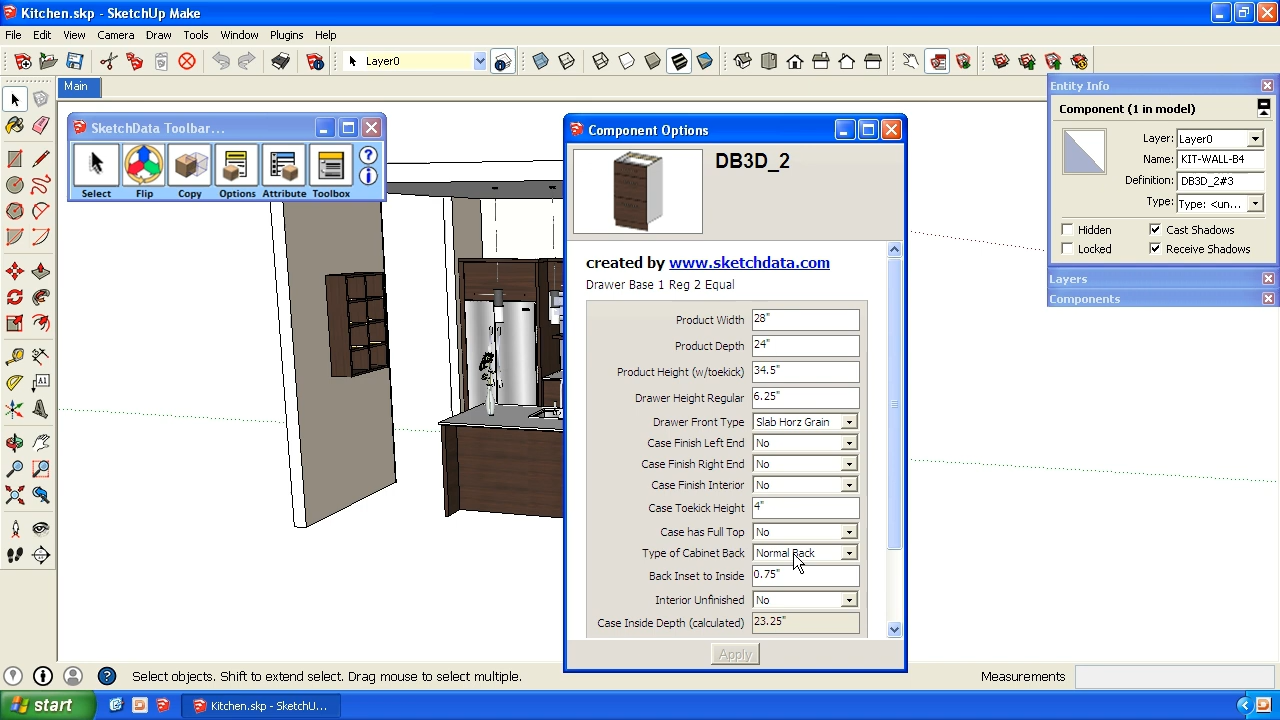 Kitchen.skp - SketchUp Make
File Edit View Camera Draw Tools Window Plugins Help
Layer0
Main
SketchData Toolbar...
Select Flip Copy Options Attribute Toolbox
Component Options
DB3D_2
created by www.sketchdata.com
Drawer Base 1 Reg 2 Equal
Product Width 28"
Product Depth 24"
Product Height (w/toekick) 34.5"
Drawer Height Regular 6.25"
Drawer Front Type Slab Horz Grain
Case Finish Left End No
Case Finish Right End No
Case Finish Interior No
Case Toekick Height 4"
Case has Full Top No
Type of Cabinet Back Normal Back
Back Inset to Inside 0.75"
Interior Unfinished No
Case Inside Depth (calculated) 23.25"
Apply
Entity Info
Component (1 in model)
Layer: Layer0
Name: KIT-WALL-B4
Definition: DB3D_2#3
Type: Type: <un...
Hidden Cast Shadows
Locked Receive Shadows
Layers
Components
Select objects. Shift to extend select. Drag mouse to select multiple.
Measurements
start
Kitchen.skp - SketchU...